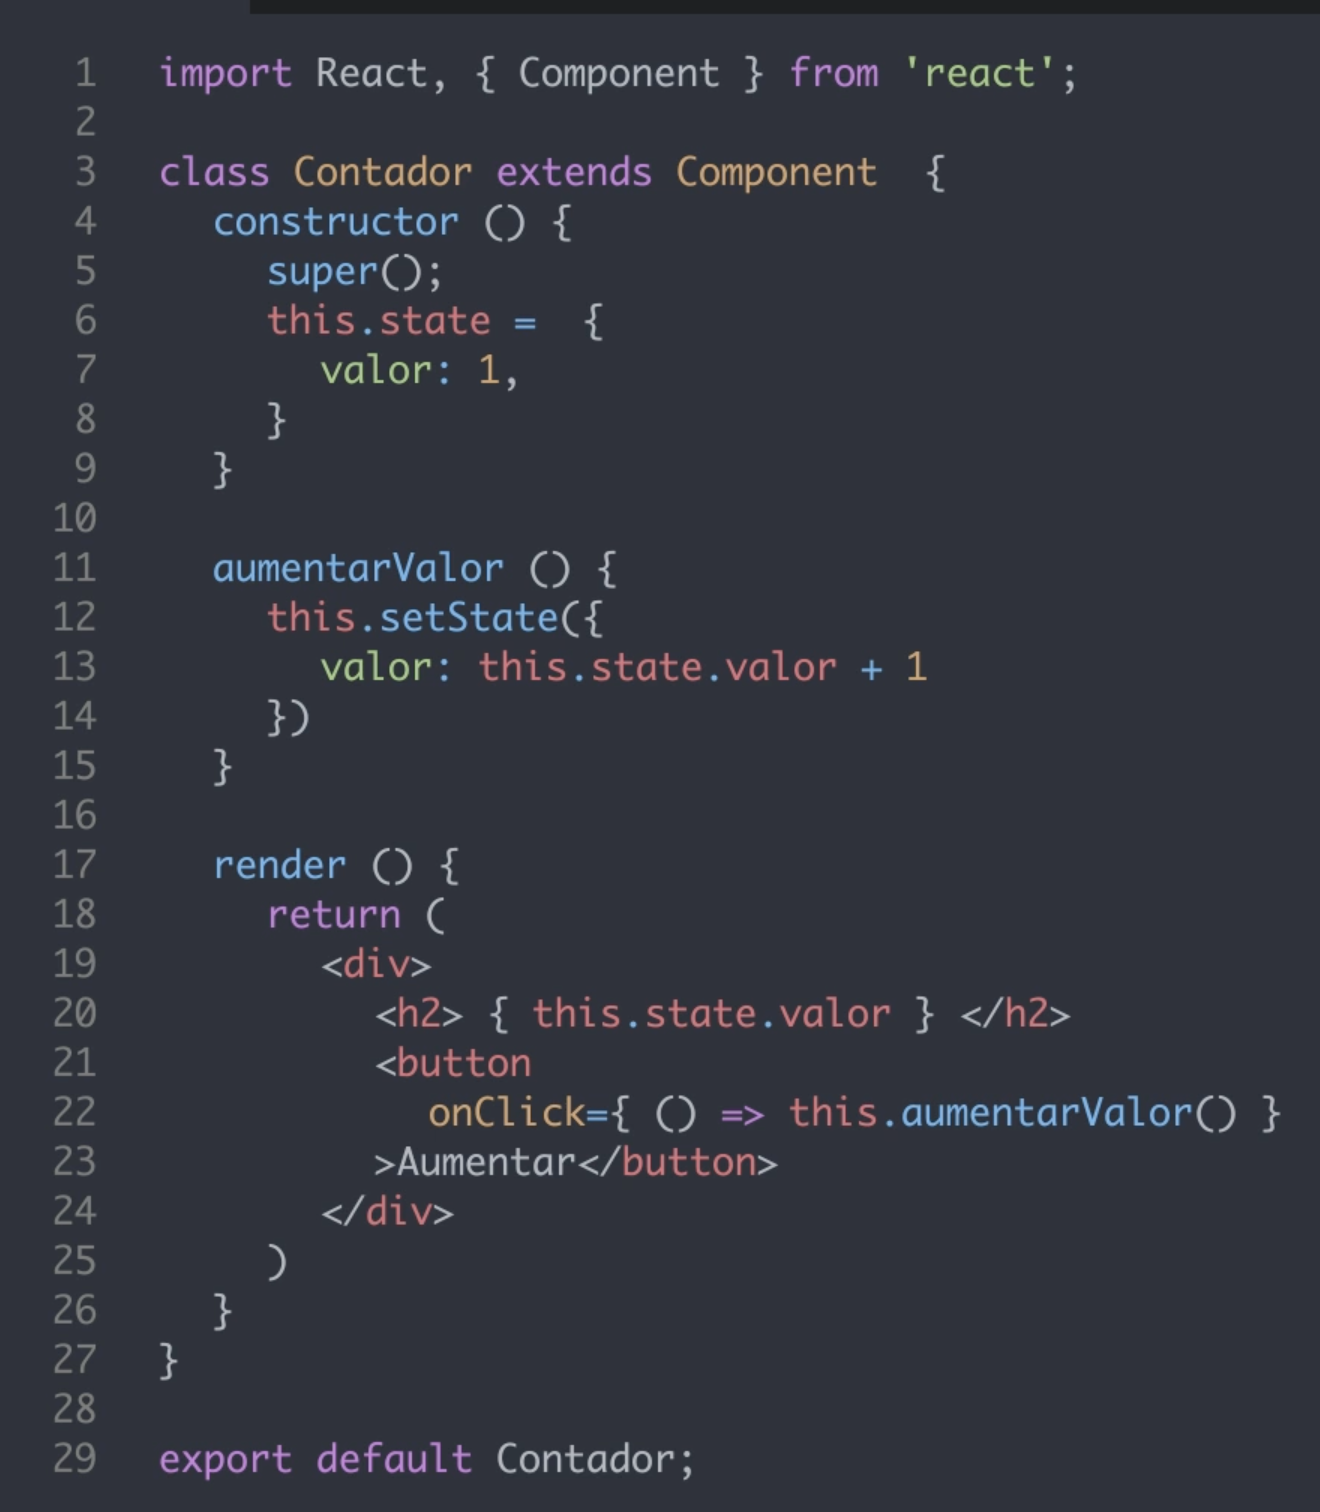 1 import React, { Component } from 'react';
2
3 class Contador extends Component  {
4   constructor () {
5     super();
6     this.state =  {
7       valor: 1,
8     }
9   }
10
11   aumentarValor () {
12     this.setState({
13       valor: this.state.valor + 1
14     })
15   }
16
17   render () {
18     return (
19       <div>
20         <h2> { this.state.valor } </h2>
21         <button
22           onClick={ () => this.aumentarValor() }
23         >Aumentar</button>
24       </div>
25     )
26   }
27 }
28
29 export default Contador;